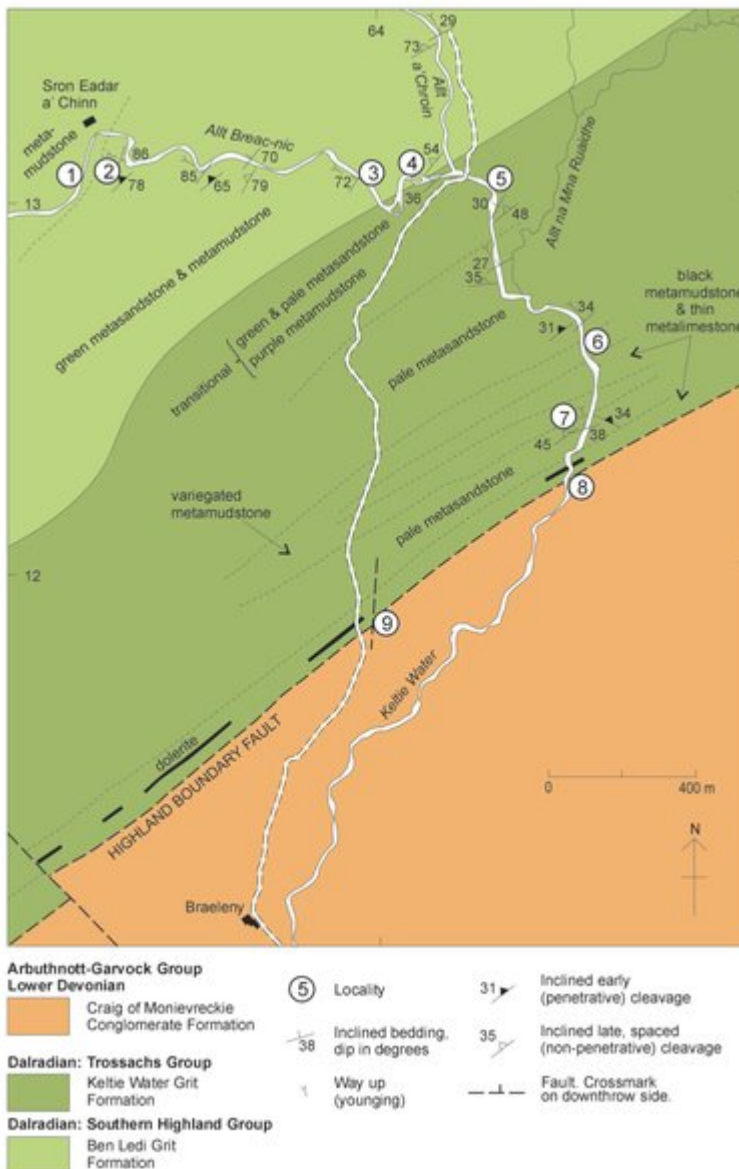 29
64
73
Allt
a'Chroin
Sron Eadar
a' Chinn
meta-
mudstone
Allt Breac-nic
86
70
54
1
2
3
4
5
78
85
65
79
72
36
30
48
13
Allt na Mna Ruaidhe
27
35
green metasandstone & metamudstone
transitional
green & pale metasandstone
purple metamudstone
pale metasandstone
black
metamudstone
& thin
metalimestone
34
31
6
7
34
45
38
8
variegated
metamudstone
pale metasandstone
12
9
Keltie Water
dolerite
HIGHLAND BOUNDARY FAULT
0
400 m
N
Braeleny
Arbuthnott-Garvock Group
Lower Devonian
Craig of Monievreckie
Conglomerate Formation
Dalradian: Trossachs Group
Keltie Water Grit
Formation
Dalradian: Southern Highland Group
Ben Ledi Grit
Formation
5
Locality
38
Inclined bedding,
dip in degrees
Way up
(younging)
31
Inclined early
(penetrative) cleavage
35
Inclined late, spaced
(non-penetrative) cleavage
Fault. Crossmark
on downthrow side.